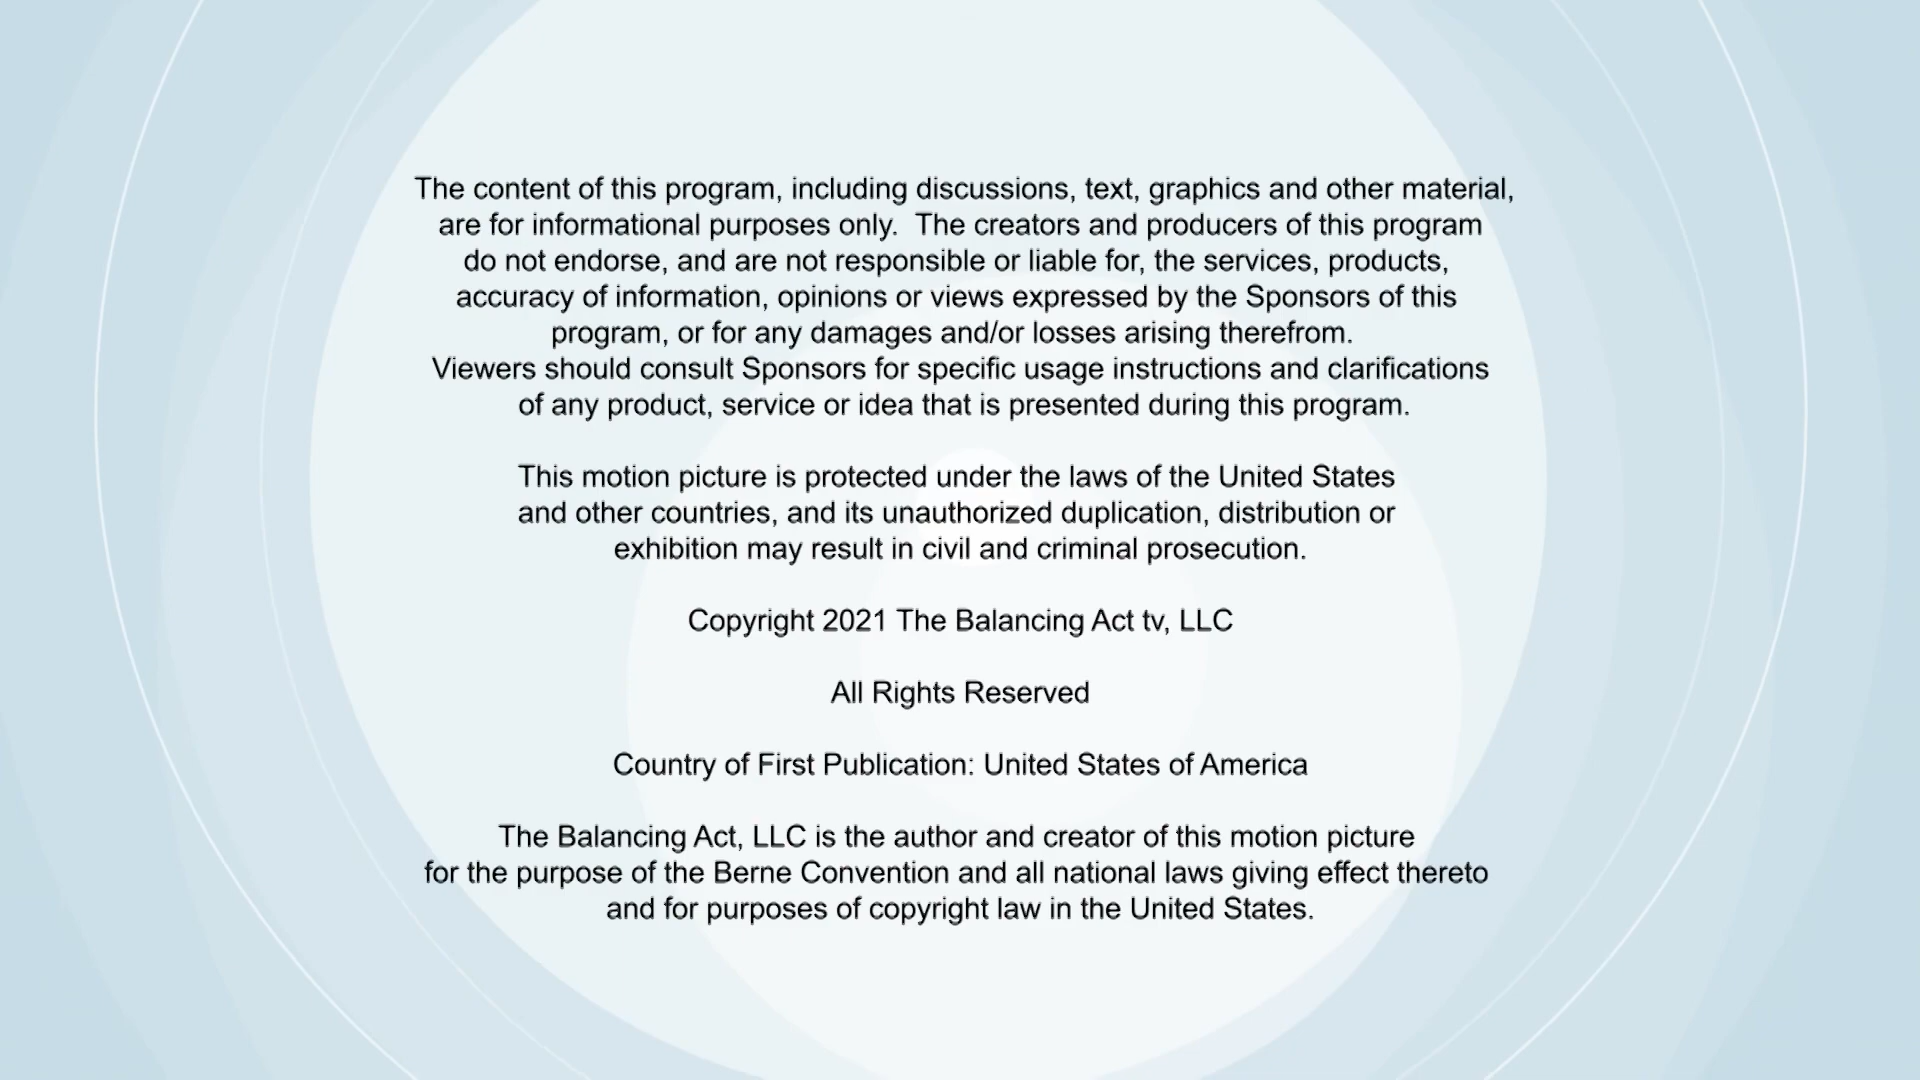 The content of this program, including discussions, text, graphics and other material,
are for informational purposes only.  The creators and producers of this program
do not endorse, and are not responsible or liable for, the services, products,
accuracy of information, opinions or views expressed by the Sponsors of this
program, or for any damages and/or losses arising therefrom.
Viewers should consult Sponsors for specific usage instructions and clarifications
of any product, service or idea that is presented during this program.
This motion picture is protected under the laws of the United States
and other countries, and its unauthorized duplication, distribution or
exhibition may result in civil and criminal prosecution.
Copyright 2021 The Balancing Act tv, LLC
All Rights Reserved
Country of First Publication: United States of America
The Balancing Act, LLC is the author and creator of this motion picture
for the purpose of the Berne Convention and all national laws giving effect thereto
and for purposes of copyright law in the United States.